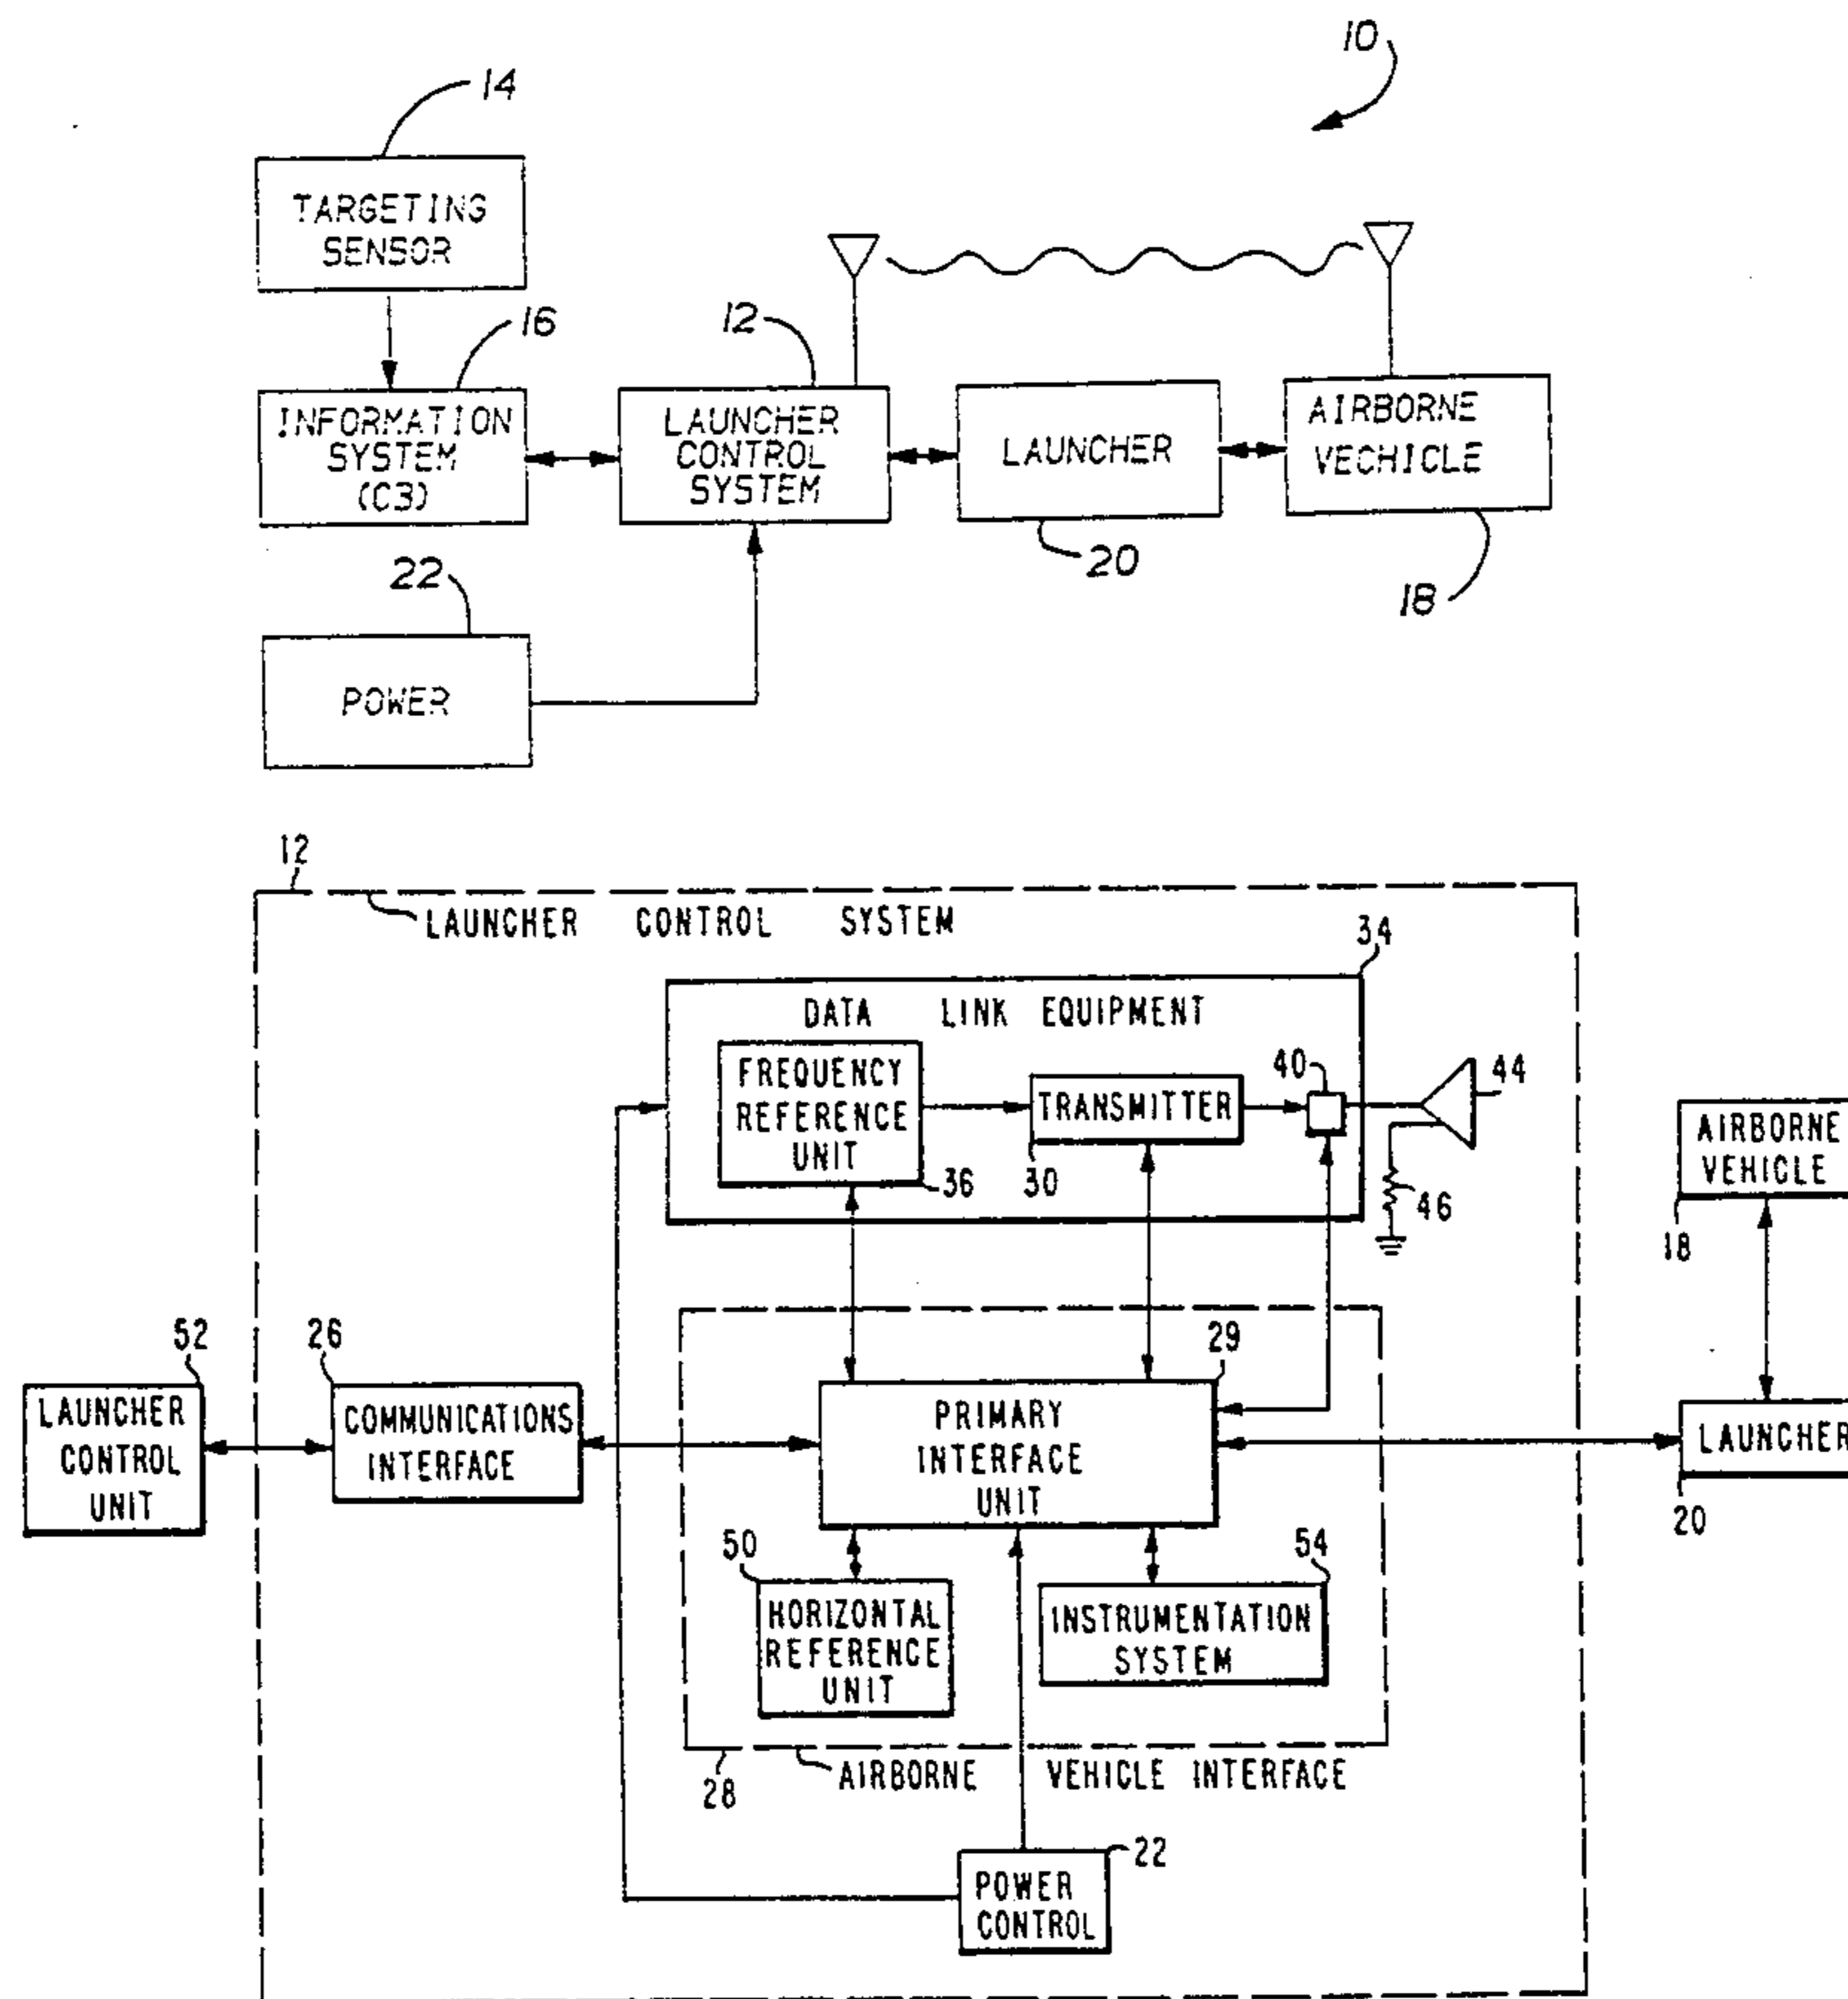 10
14
TARGETING
SENSOR
16
12
INFORMATION
SYSTEM
(C3)
LAUNCHER
CONTROL
SYSTEM
LAUNCHER
AIRBORNE
VECHICLE
20
18
22
POWER
12
LAUNCHER CONTROL SYSTEM
34
DATA LINK EQUIPMENT
FREQUENCY
REFERENCE
UNIT
36
TRANSMITTER
30
40
44
46
AIRBORNE
VEHICLE
18
52
LAUNCHER
CONTROL
UNIT
26
COMMUNICATIONS
INTERFACE
29
PRIMARY
INTERFACE
UNIT
LAUNCHER
20
50
HORIZONTAL
REFERENCE
UNIT
54
INSTRUMENTATION
SYSTEM
28
AIRBORNE VEHICLE INTERFACE
22
POWER
CONTROL